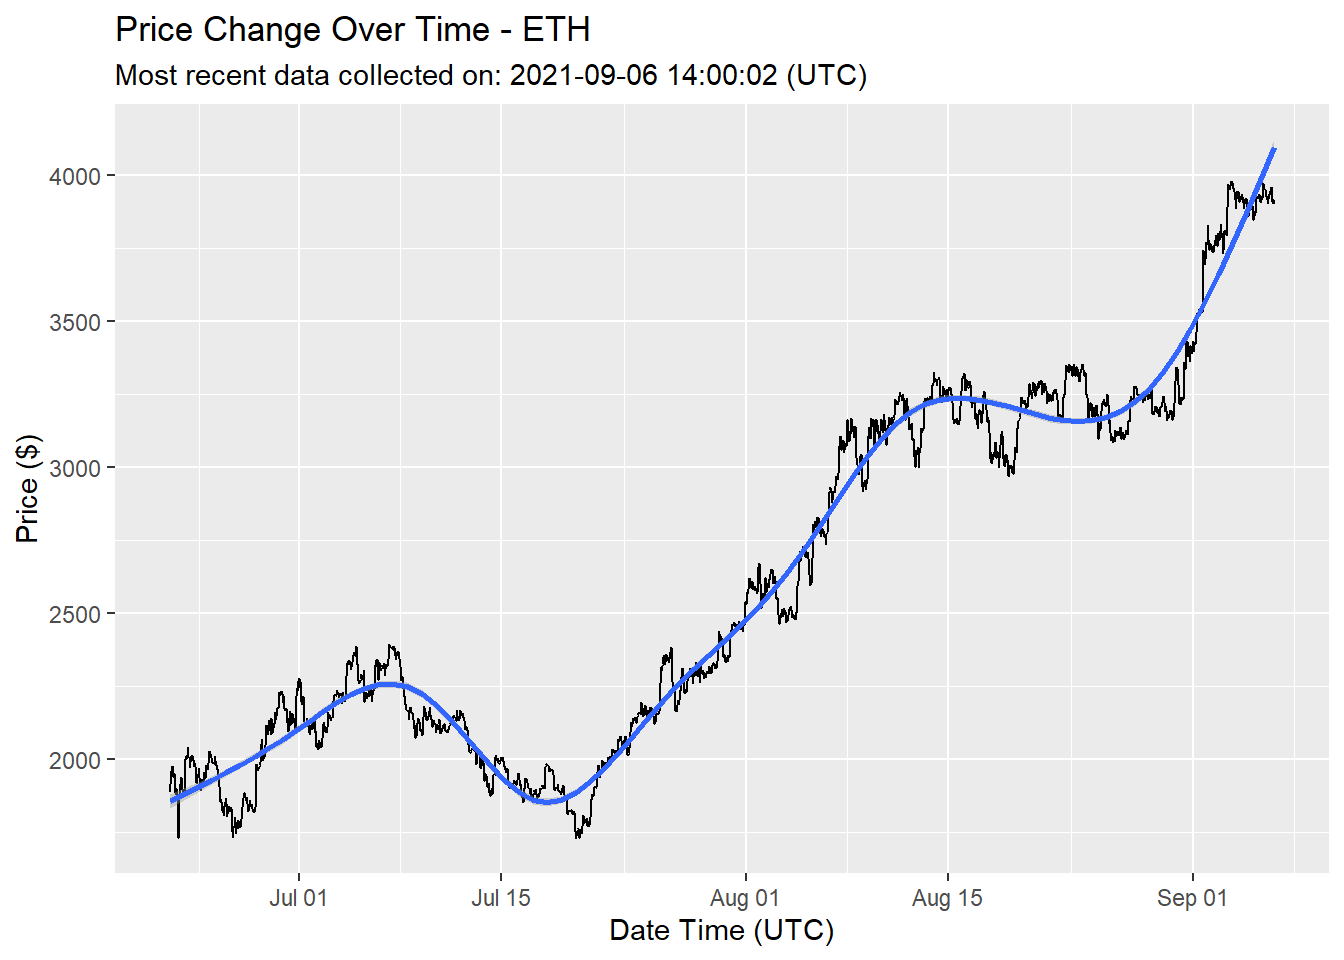 Price Change Over Time - ETH
Most recent data collected on: 2021-09-06 14:00:02 (UTC)
4000
3500
3000
2500
2000
Price ($)
Jul 01 Jul 15 Aug 01 Aug 15 Sep 01
Date Time (UTC)